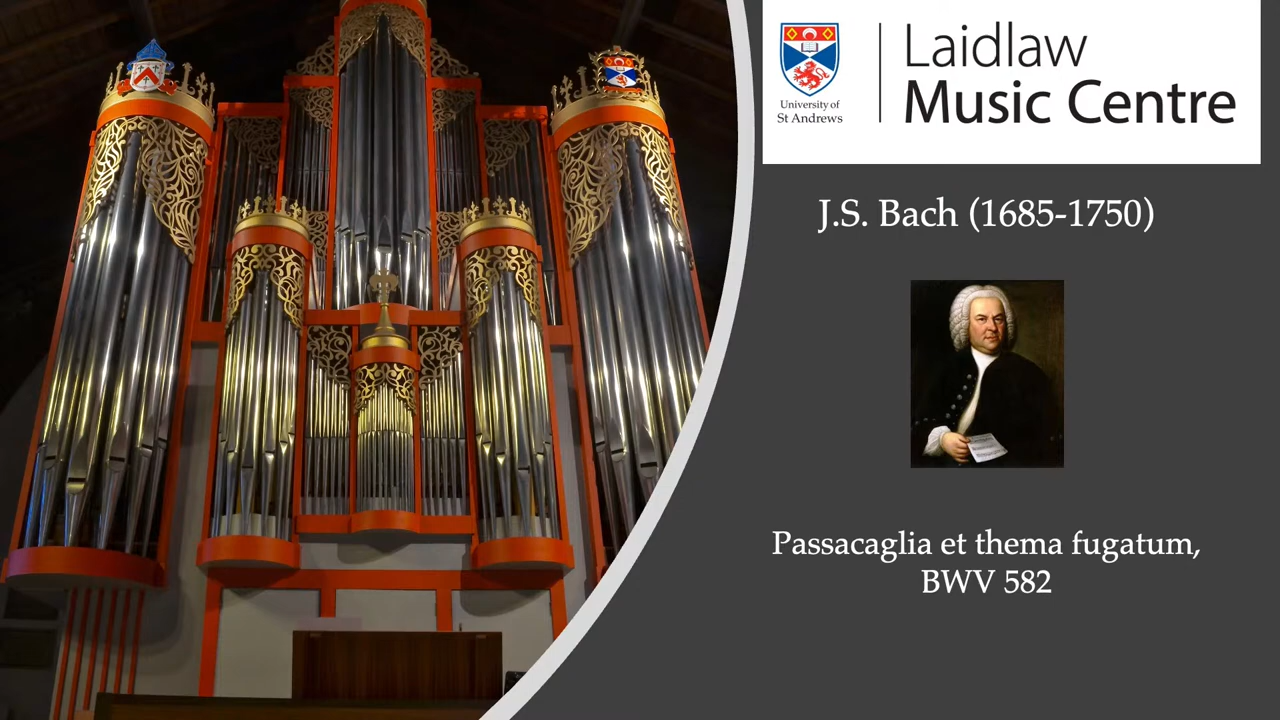 University of
St Andrews
Laidlaw
Music Centre
J.S. Bach (1685-1750)
Passacaglia et thema fugatum,
BWV 582